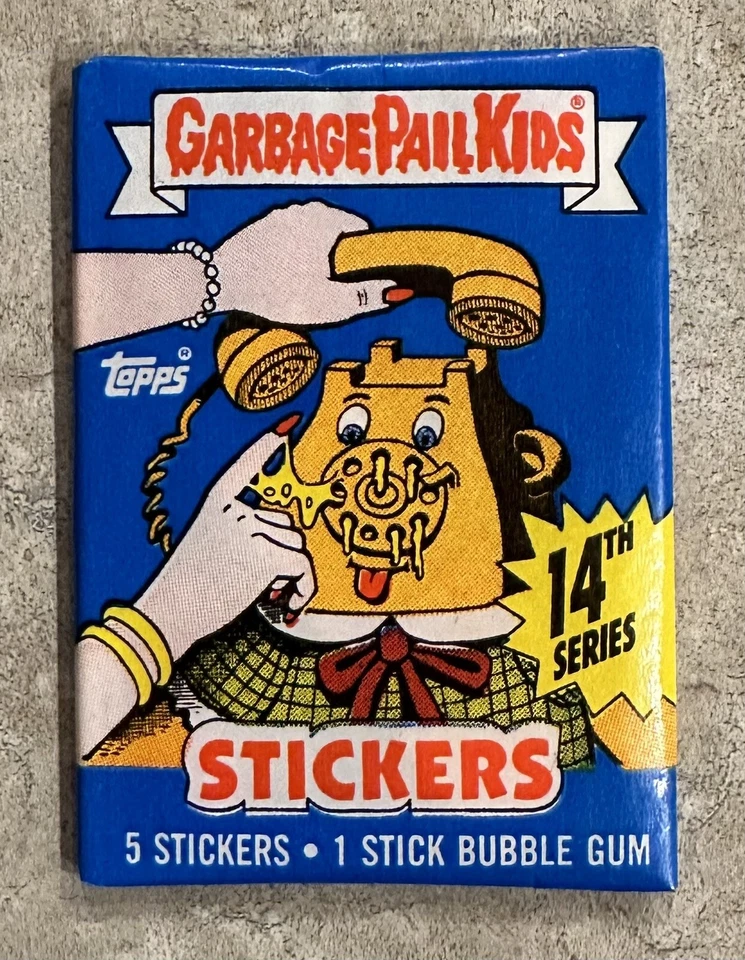 GARBAGE PAIL KIDS®
TOPPS®
14TH
SERIES
STICKERS
5 STICKERS • 1 STICK BUBBLE GUM